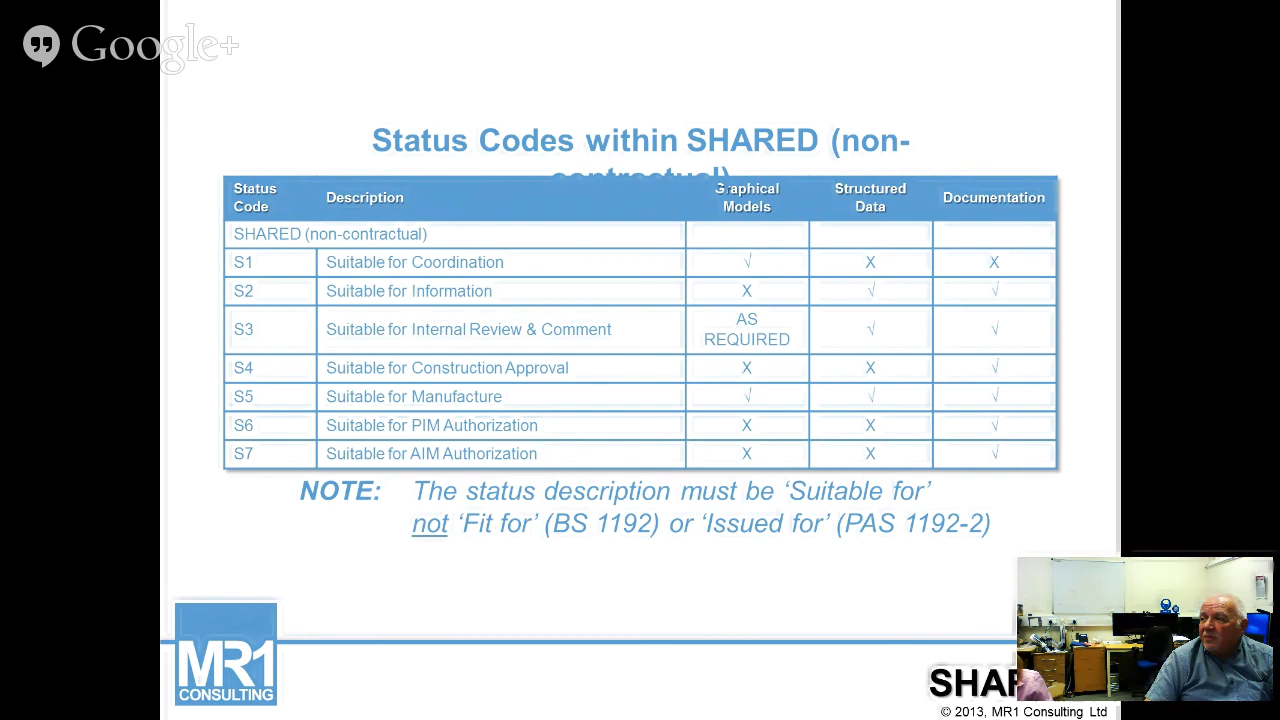 Google+
Status Codes within SHARED (non-
contractual)
Status Code Description Graphical Models Structured Data Documentation
SHARED (non-contractual)
S1 Suitable for Coordination √ X X
S2 Suitable for Information X √ √
S3 Suitable for Internal Review & Comment AS REQUIRED √ √
S4 Suitable for Construction Approval X X √
S5 Suitable for Manufacture √ √ √
S6 Suitable for PIM Authorization X X √
S7 Suitable for AIM Authorization X X √
NOTE: The status description must be ‘Suitable for’
not ‘Fit for’ (BS 1192) or ‘Issued for’ (PAS 1192-2)
MR1
CONSULTING
© 2013, MR1 Consulting Ltd